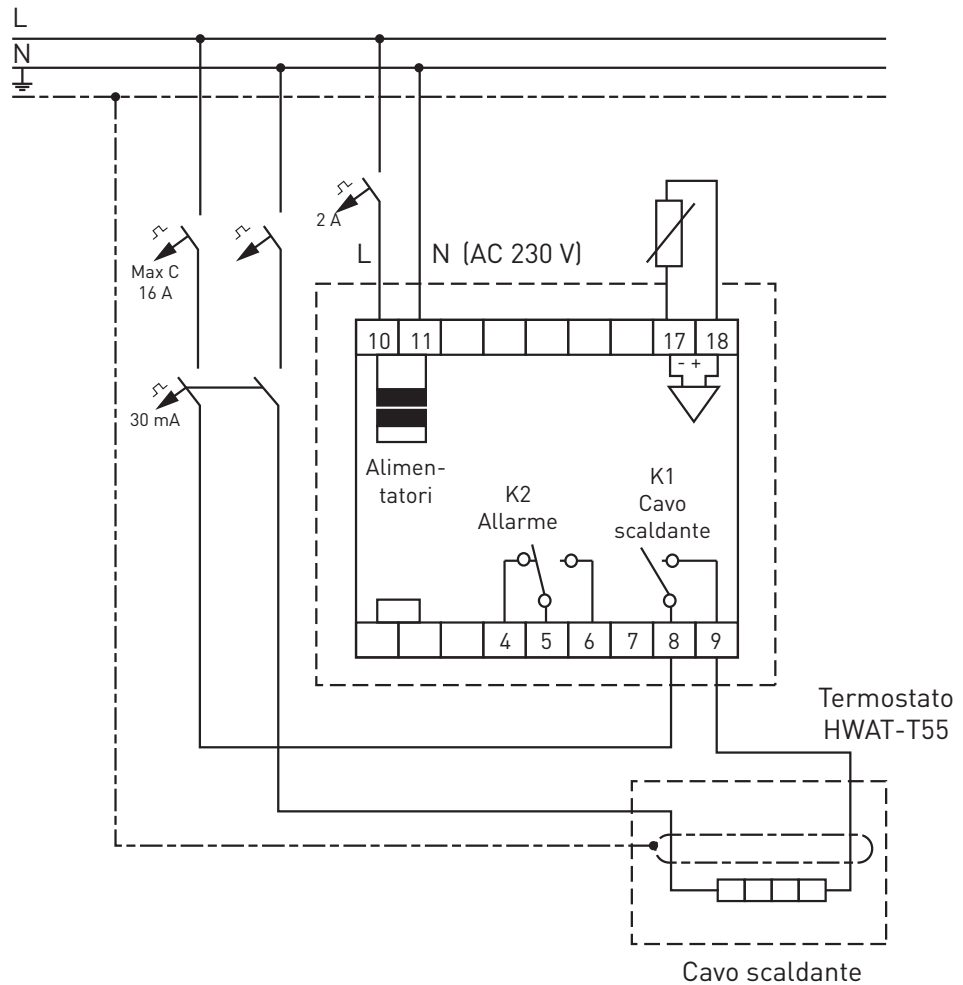 L
N
2 A
L
N (AC 230 V)
Max C
16 A
30 mA
10
11
17
18
- +
Alimen-
tatori
K2
Allarme
K1
Cavo
scaldante
4
5
6
7
8
9
Termostato
HWAT-T55
Cavo scaldante